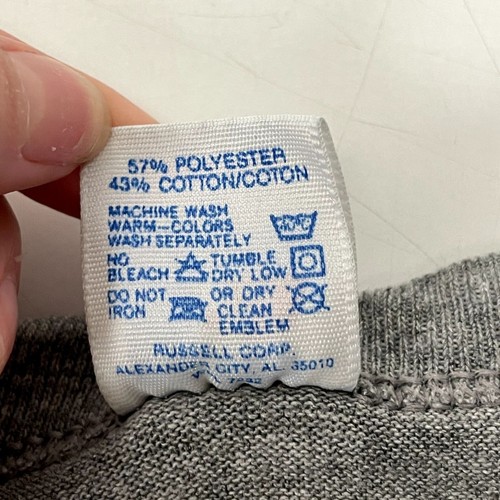 57% POLYESTER
43% COTTON/COTON
MACHINE WASH
WARM-COLORS
WASH SEPARATELY
NO BLEACH TUMBLE DRY LOW
DO NOT IRON OR DRY CLEAN EMBLEM
RUSSELL CORP.
ALEXANDER CITY, AL. 35010